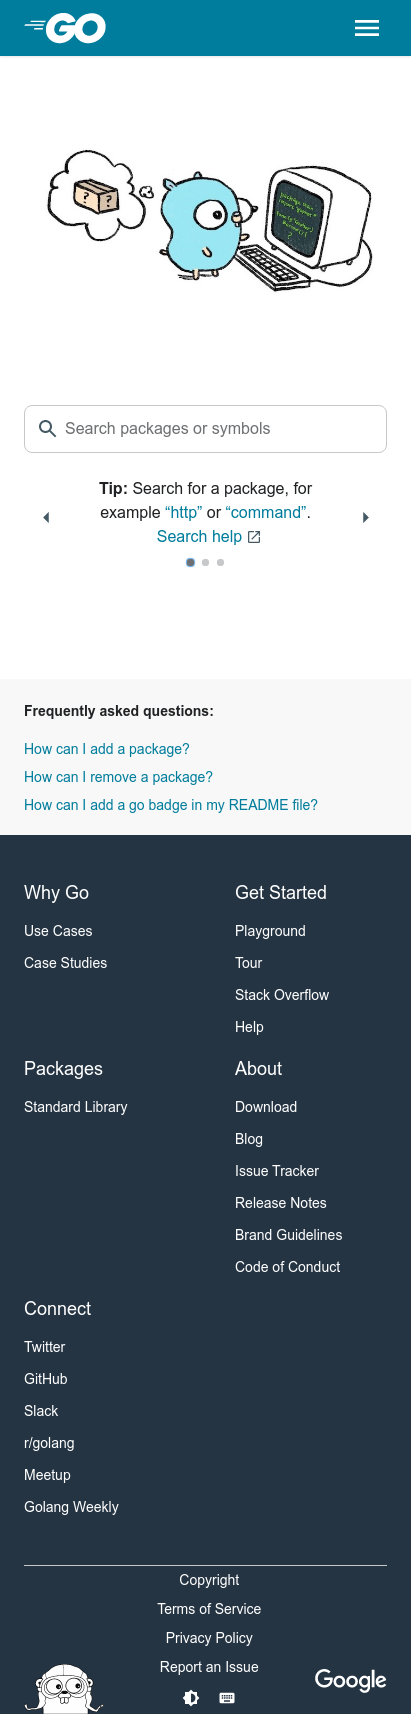 GO
? ?
Search packages or symbols
Tip: Search for a package, for
example “http” or “command”.
Search help
Frequently asked questions:
How can I add a package?
How can I remove a package?
How can I add a go badge in my README file?
Why Go
Use Cases
Case Studies
Get Started
Playground
Tour
Stack Overflow
Help
Packages
Standard Library
About
Download
Blog
Issue Tracker
Release Notes
Brand Guidelines
Code of Conduct
Connect
Twitter
GitHub
Slack
r/golang
Meetup
Golang Weekly
Copyright
Terms of Service
Privacy Policy
Report an Issue
Google